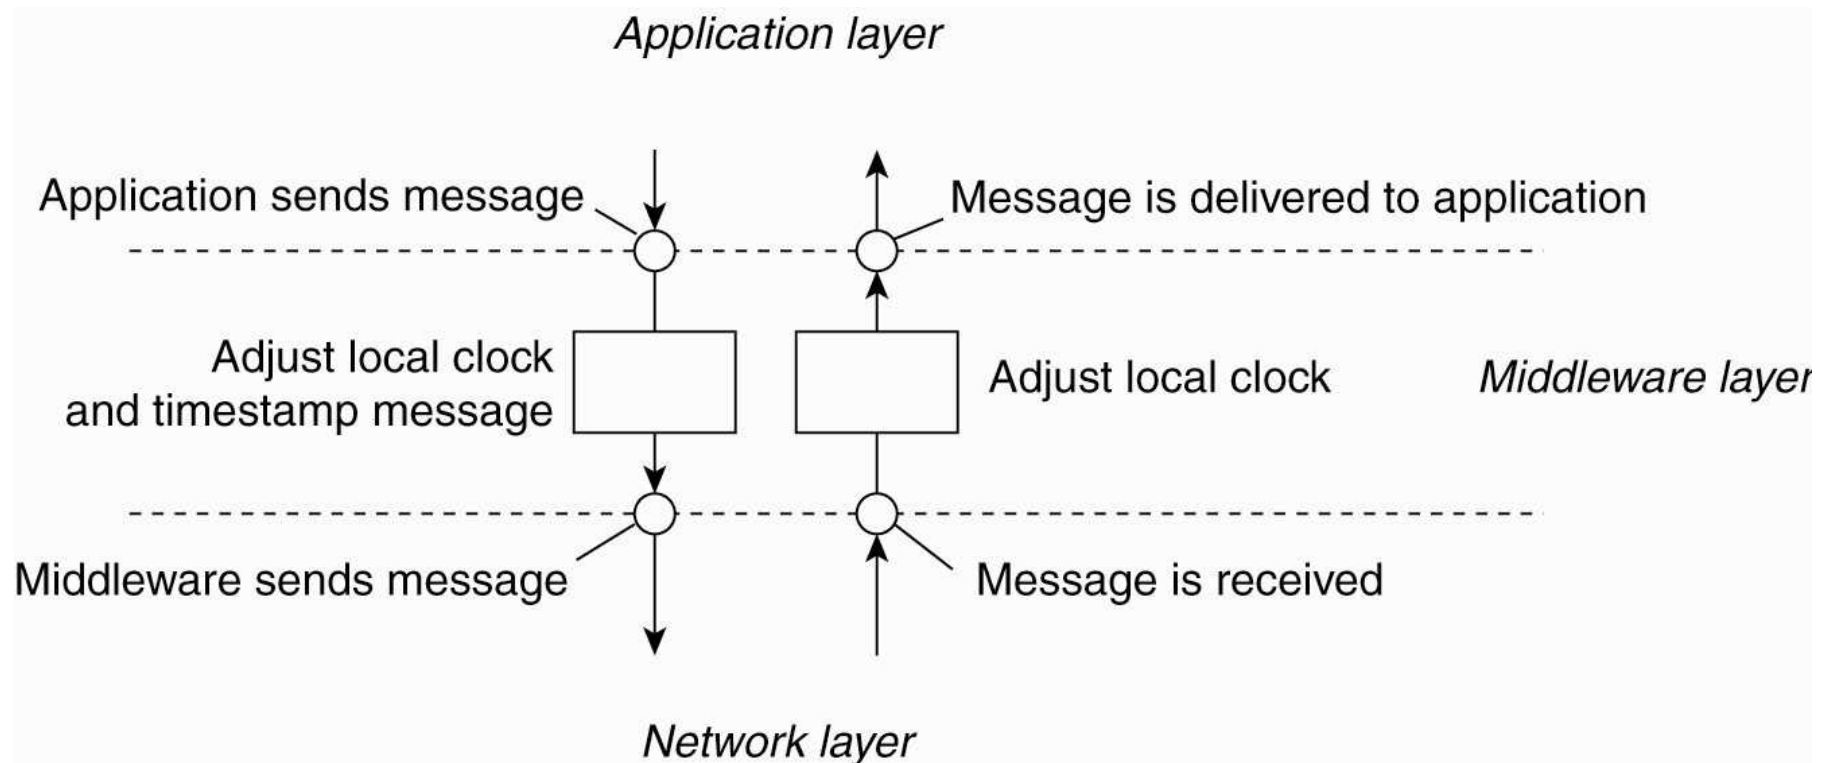 Application layer
Application sends message
Message is delivered to application
Adjust local clock
and timestamp message
Adjust local clock
Middleware layer
Middleware sends message
Message is received
Network layer